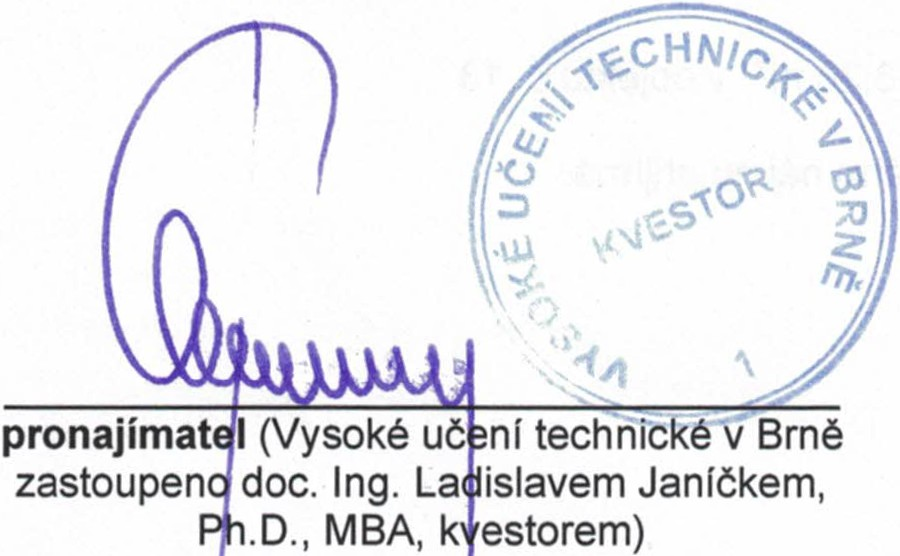 VYSOKÉ UČENÍ TECHNICKÉ V BRNĚ
KVESTOR
1
pronajímatel (Vysoké učení technické v Brně
zastoupeno doc. Ing. Ladislavem Janíčkem,
Ph.D., MBA, kvestorem)